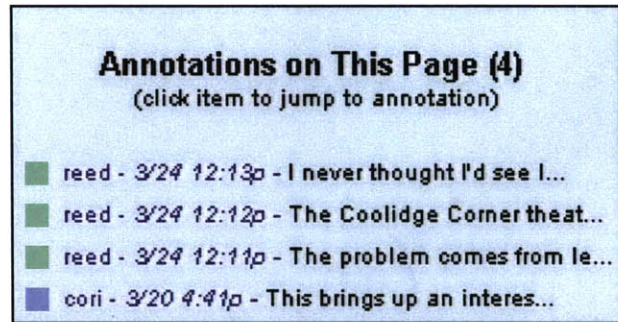 Annotations on This Page (4)
(click item to jump to annotation)
reed - 3/24 12:13p - I never thought I'd see l...
reed - 3/24 12:12p - The Coolidge Corner theat...
reed - 3/24 12:11p - The problem comes from le...
cori - 3/20 4:41p - This brings up an interes...